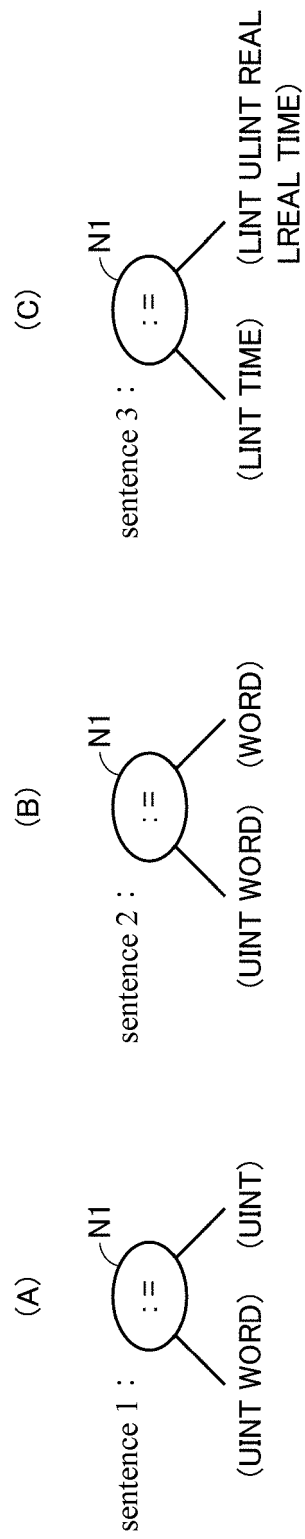 (A)
sentence 1 :
N1
:=
(UINT WORD) (UINT)
(B)
sentence 2 :
N1
:=
(UINT WORD) (WORD)
(C)
sentence 3 :
N1
:=
(LINT TIME) (LINT ULINT REAL
LREAL TIME)